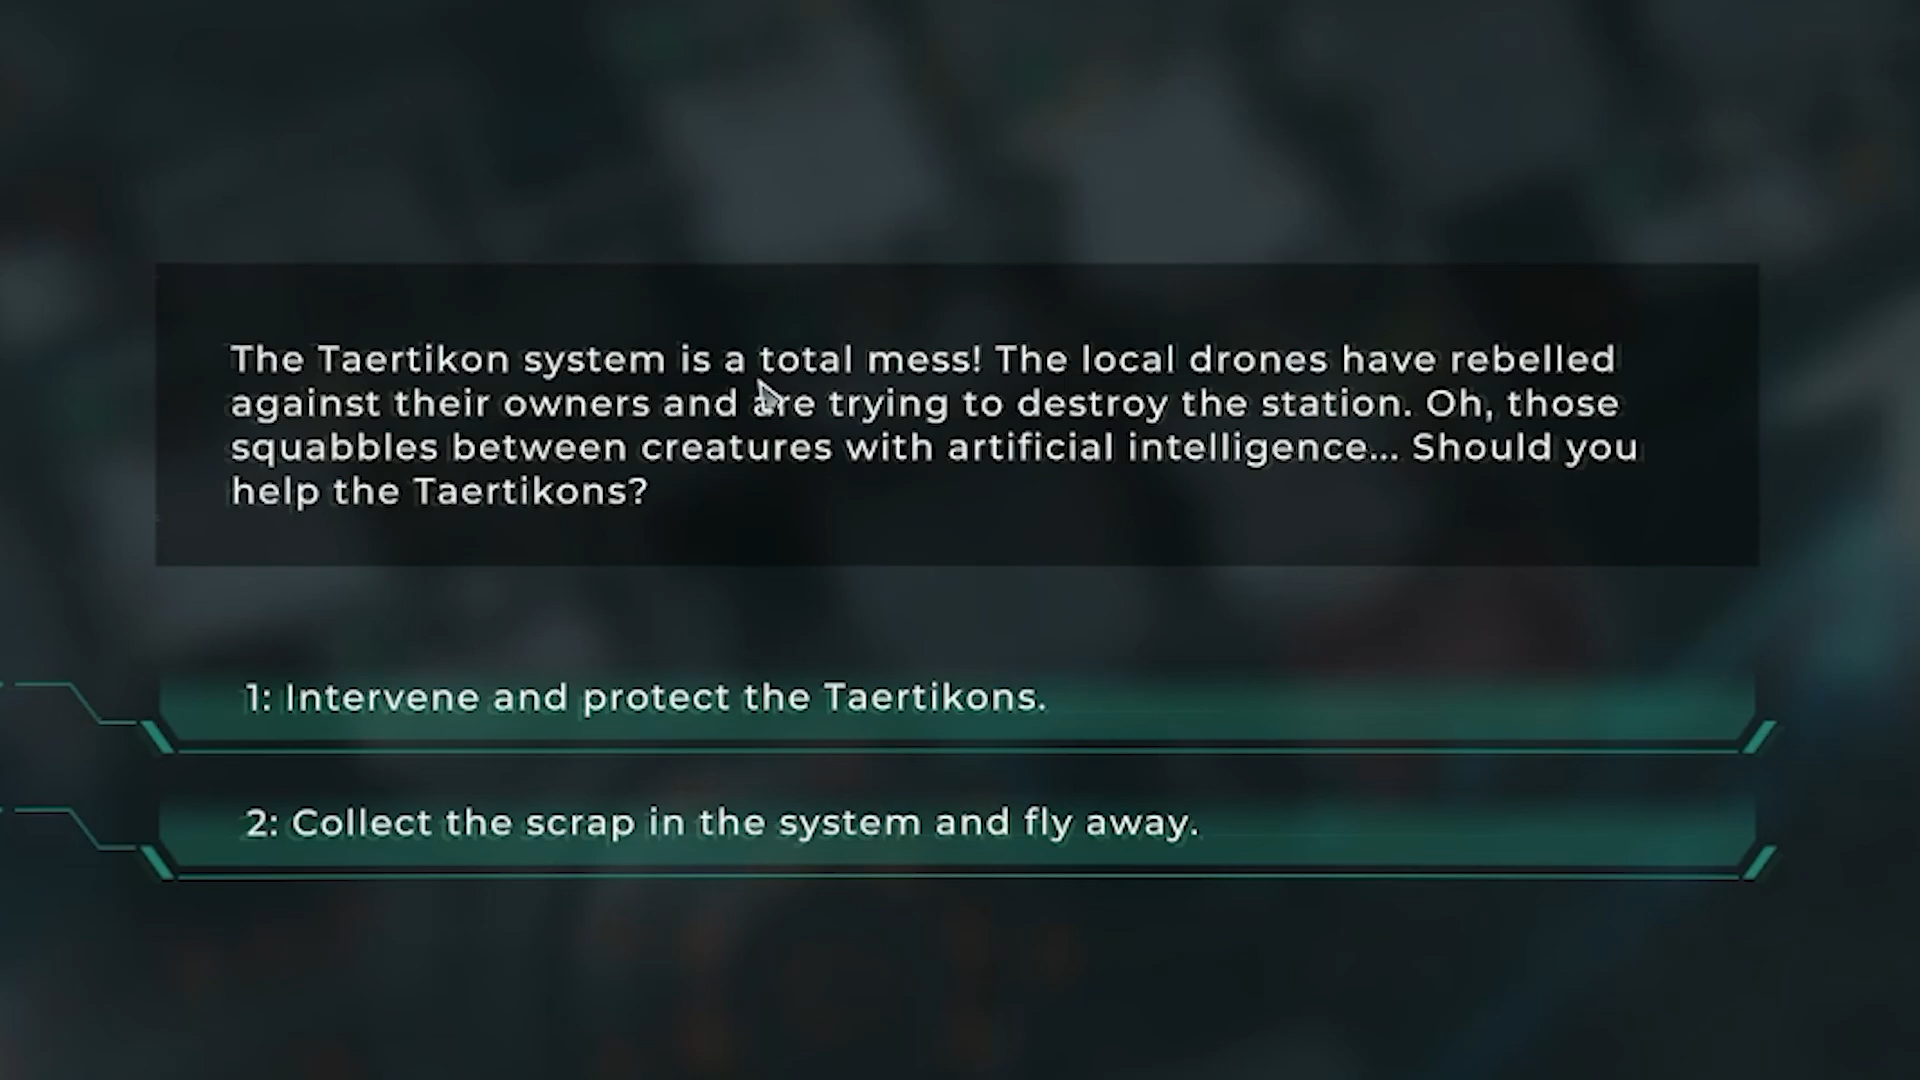 The Taertikon system is a total mess! The local drones have rebelled
against their owners and are trying to destroy the station. Oh, those
squabbles between creatures with artificial intelligence... Should you
help the Taertikons?
1: Intervene and protect the Taertikons.
2: Collect the scrap in the system and fly away.